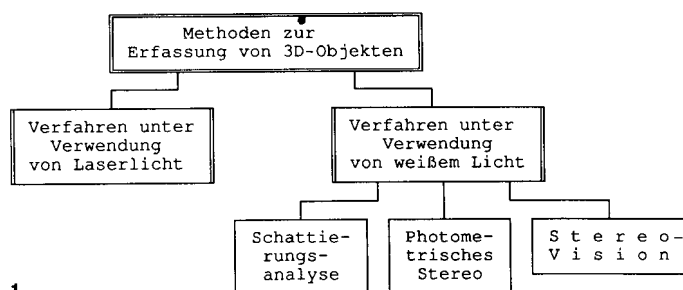 Methoden zur
Erfassung von 3D-Objekten
Verfahren unter
Verwendung
von Laserlicht
Verfahren unter
Verwendung
von weißem Licht
Schattie-
rungs-
analyse
Photome-
trisches
Stereo
S t e r e o-
V i s i o n
1